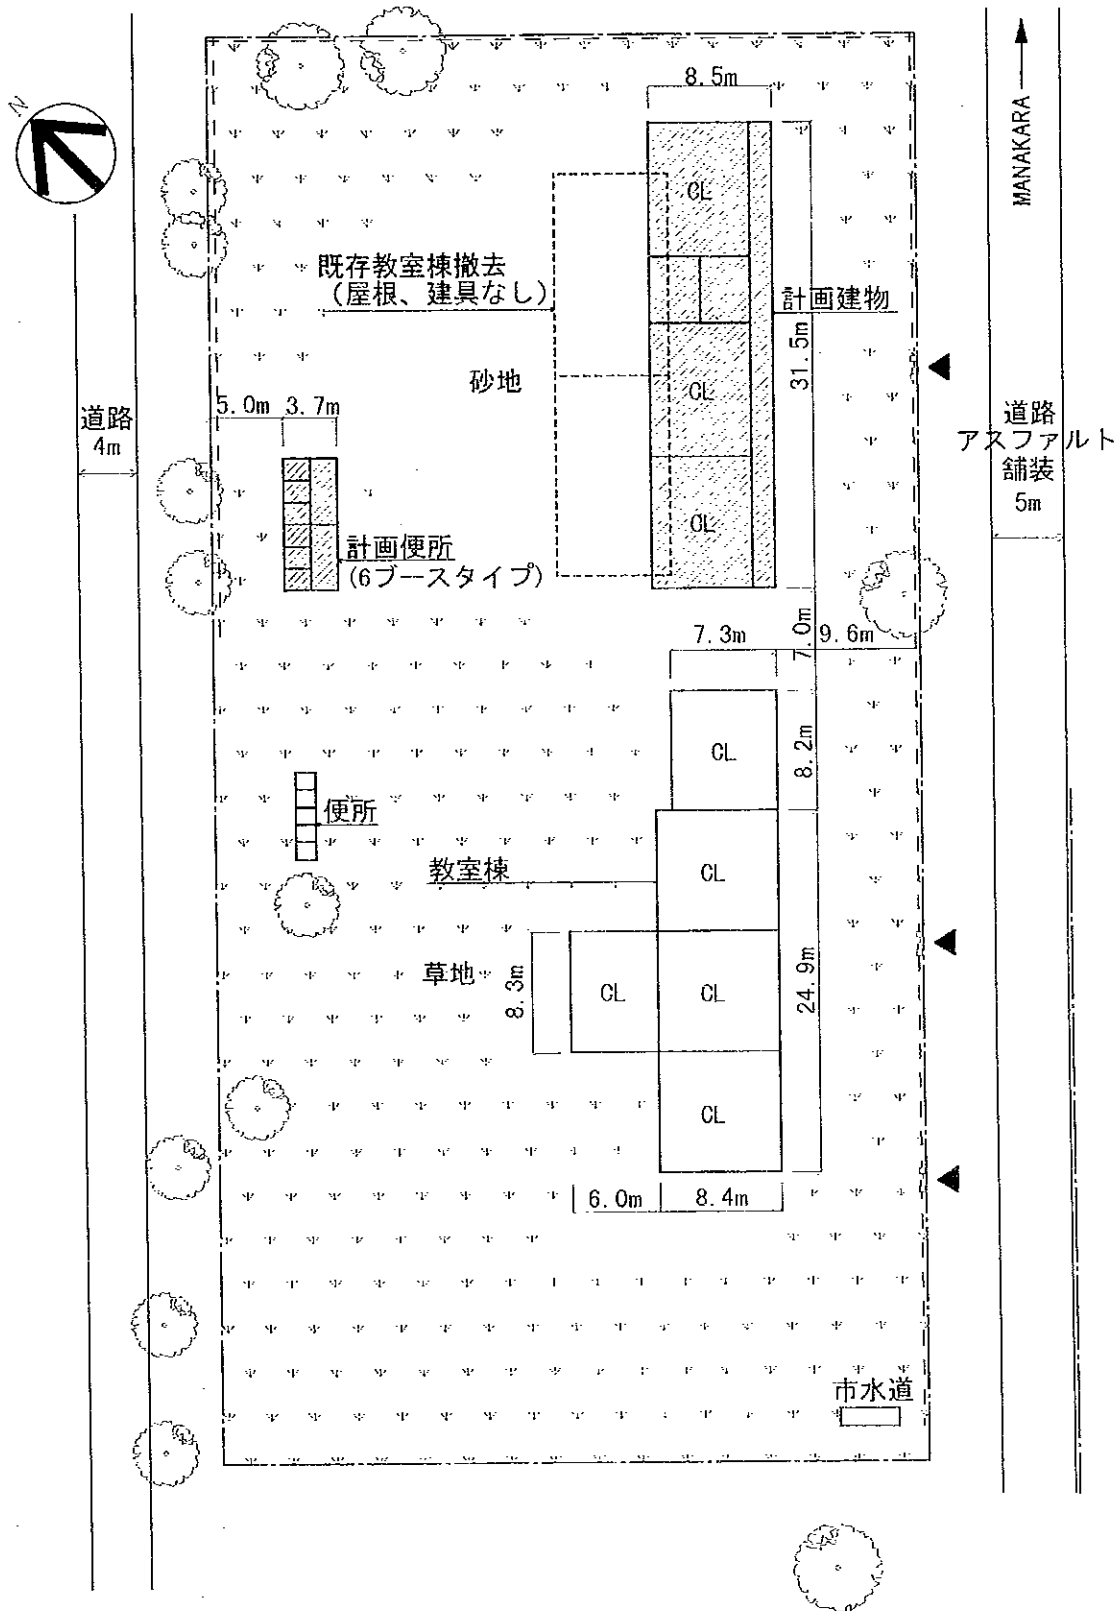 N
8.5m
MANAKARA
CL
既存教室棟撤去
(屋根、建具なし)
計画建物
31.5m
砂地
CL
5.0m
3.7m
道路
4m
道路
アスファルト
舗装
5m
CL
計画便所
(6ブースタイプ)
7.3m
7.0m
9.6m
CL
8.2m
便所
教室棟
CL
草地
8.3m
CL
CL
24.9m
CL
6.0m
8.4m
市水道